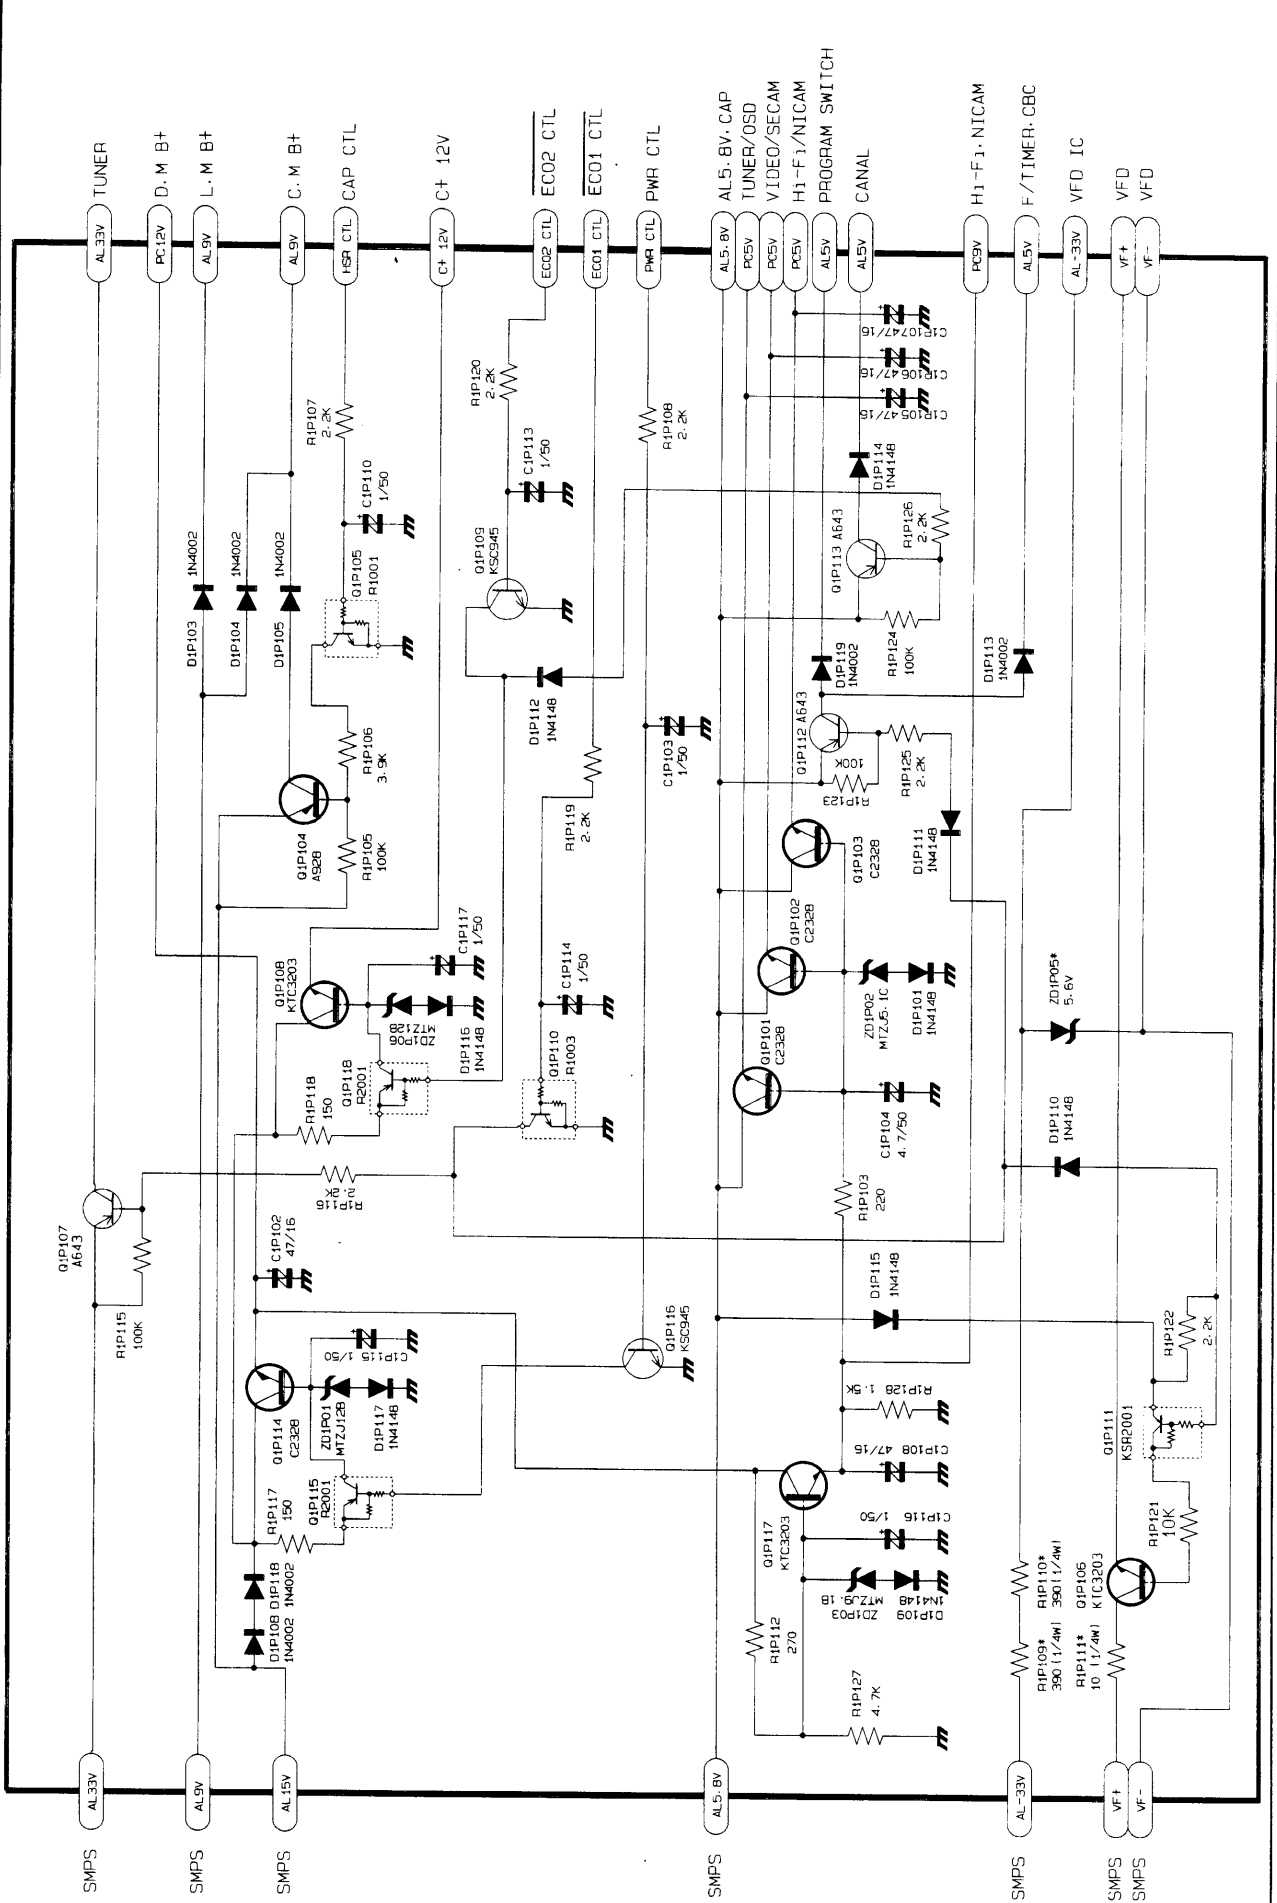 TUNER
D. M B+
L. M B+
C. M B+
CAP CTL
C+ 12V
ECO2 CTL
ECO1 CTL
PWR CTL
AL5.8V. CAP
TUNER/OSD
VIDEO/SECAM
Hi-Fi/NICAM
PROGRAM SWITCH
CANAL
Hi-Fi.NICAM
F/TIMER.CBC
VFD IC
VFD
VFD
AL33V
PC12V
AL9V
AL9V
HSR CTL
C+ 12V
ECO2 CTL
ECO1 CTL
PWR CTL
AL5.8V
PC5V
PC5V
PC5V
AL5V
AL5V
PC9V
AL5V
AL-33V
VF+
VF-
C1P107 47/16
C1P106 47/16
C1P105 47/16
R1P107
2.2K
R1P120
2.2K
R1P108
2.2K
C1P110
1/50
C1P113
1/50
D1P114
1N4148
1N4002
1N4002
1N4002
D1P103
D1P104
D1P105
Q1P105
R1001
Q1P109
KSC945
Q1P113 A643
R1P126
2.2K
R1P124
100K
D1P119
1N4002
D1P113
1N4002
R1P106
3.9K
D1P112
1N4148
C1P103
1/50
Q1P112 A643
100K
R1P123
R1P125
2.2K
Q1P104
A928
R1P105
100K
R1P119
2.2K
Q1P103
C2328
D1P111
1N4148
Q1P108
KTC3203
C1P117
1/50
C1P114
1/50
Q1P102
C2328
ZD1P06
MTZ12B
D1P116
1N4148
ZD1P02
MTZJ5.1C
D1P101
1N4148
ZD1P05*
5.6V
Q1P118
R2001
Q1P110
R1003
Q1P101
C2328
R1P118
150
C1P104
4.7/50
D1P110
1N4148
R1P116
2.2K
R1P103
220
Q1P107
A643
R1P115
100K
C1P102
47/16
D1P115
1N4148
C1P115 1/50
Q1P116
KSC945
R1P122
2.2K
Q1P114
C2328
ZD1P01
MTZJ12B
D1P117
1N4148
R1P128 1.5K
Q1P111
KSR2001
R1P117
150
Q1P115
R2001
C1P108 47/16
Q1P117
KTC3203
C1P116 1/50
R1P121
10K
D1P108
1N4002
D1P118
1N4002
ZD1P03
MTZJ9.1B
D1P109
1N4148
R1P110*
390(1/4W)
Q1P106
KTC3203
R1P112
270
R1P109*
390(1/4W)
R1P111*
10 (1/4W)
R1P127
4.7K
AL33V
AL9V
AL15V
AL5.8V
AL-33V
VF+
VF-
SMPS
SMPS
SMPS
SMPS
SMPS
SMPS
SMPS